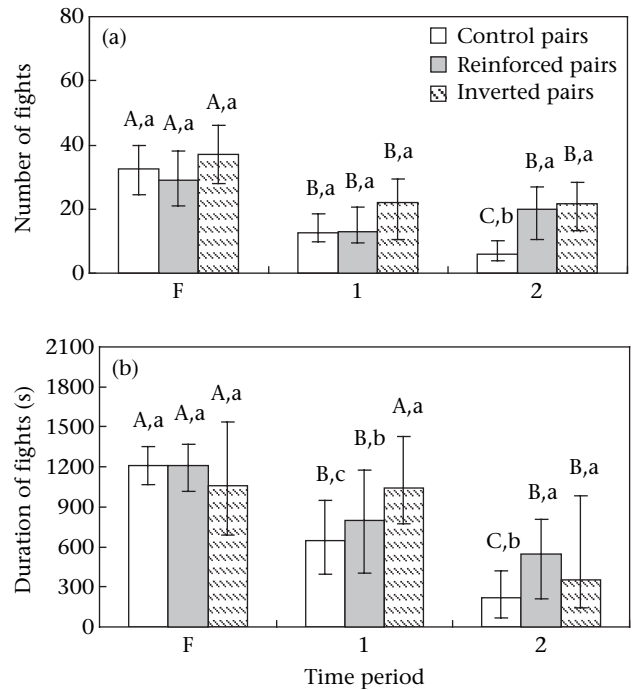 (a)
Control pairs
Reinforced pairs
Inverted pairs
Number of fights
80
60
40
20
0
A,a A,a A,a
B,a B,a B,a
C,b B,a B,a
F 1 2
(b)
Duration of fights (s)
2100
1800
1500
1200
900
600
300
0
A,a A,a A,a
B,c B,b A,a
C,b B,a B,a
F 1 2
Time period